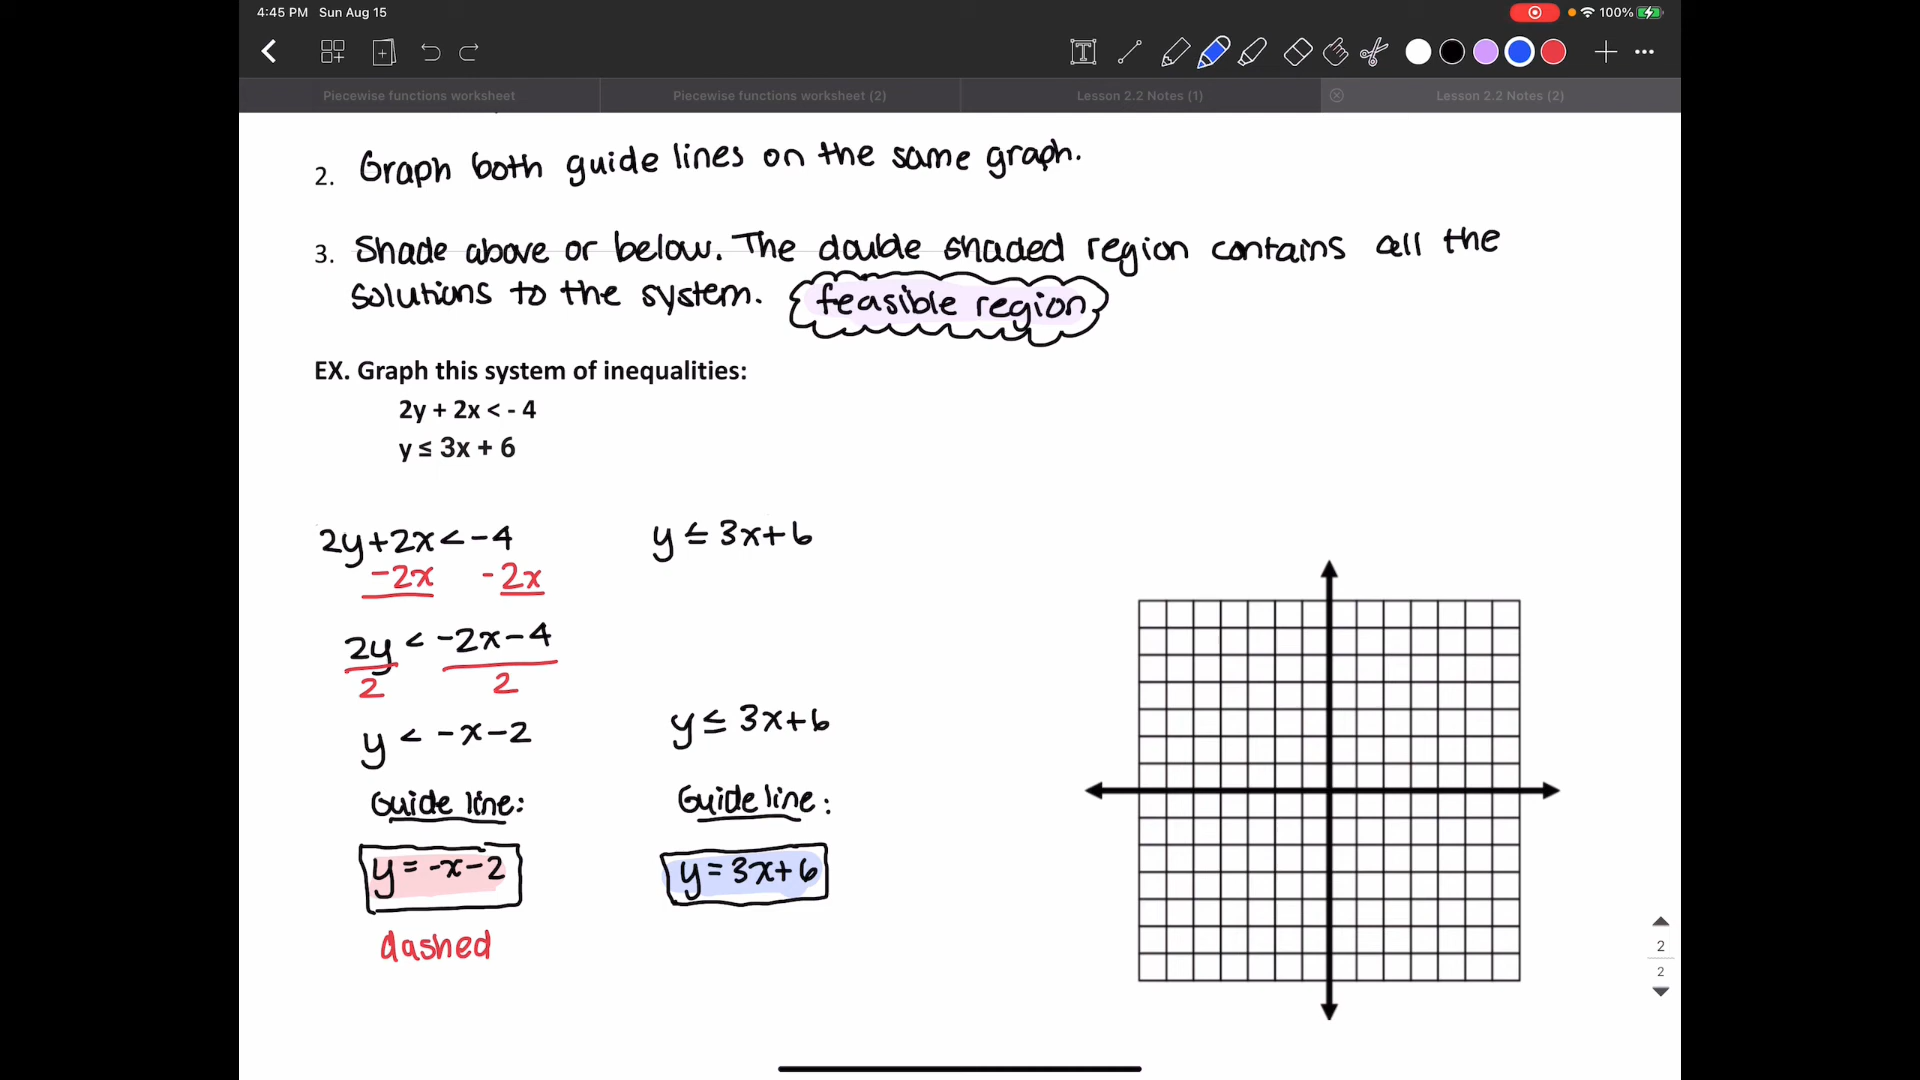 4:45 PM Sun Aug 15
100%
Piecewise functions worksheet
Piecewise functions worksheet (2)
Lesson 2.2 Notes (1)
Lesson 2.2 Notes (2)
2. Graph both guide lines on the same graph.
3. Shade above or below. The double shaded region contains all the
solutions to the system. feasible region
EX. Graph this system of inequalities:
2y + 2x < - 4
y ≤ 3x + 6
2y+2x < -4
y ≤ 3x+6
-2x -2x
2y < -2x-4
2 2
y < -x-2
y ≤ 3x+6
Guide line:
Guide line:
y = -x-2
y = 3x+6
dashed
2
2